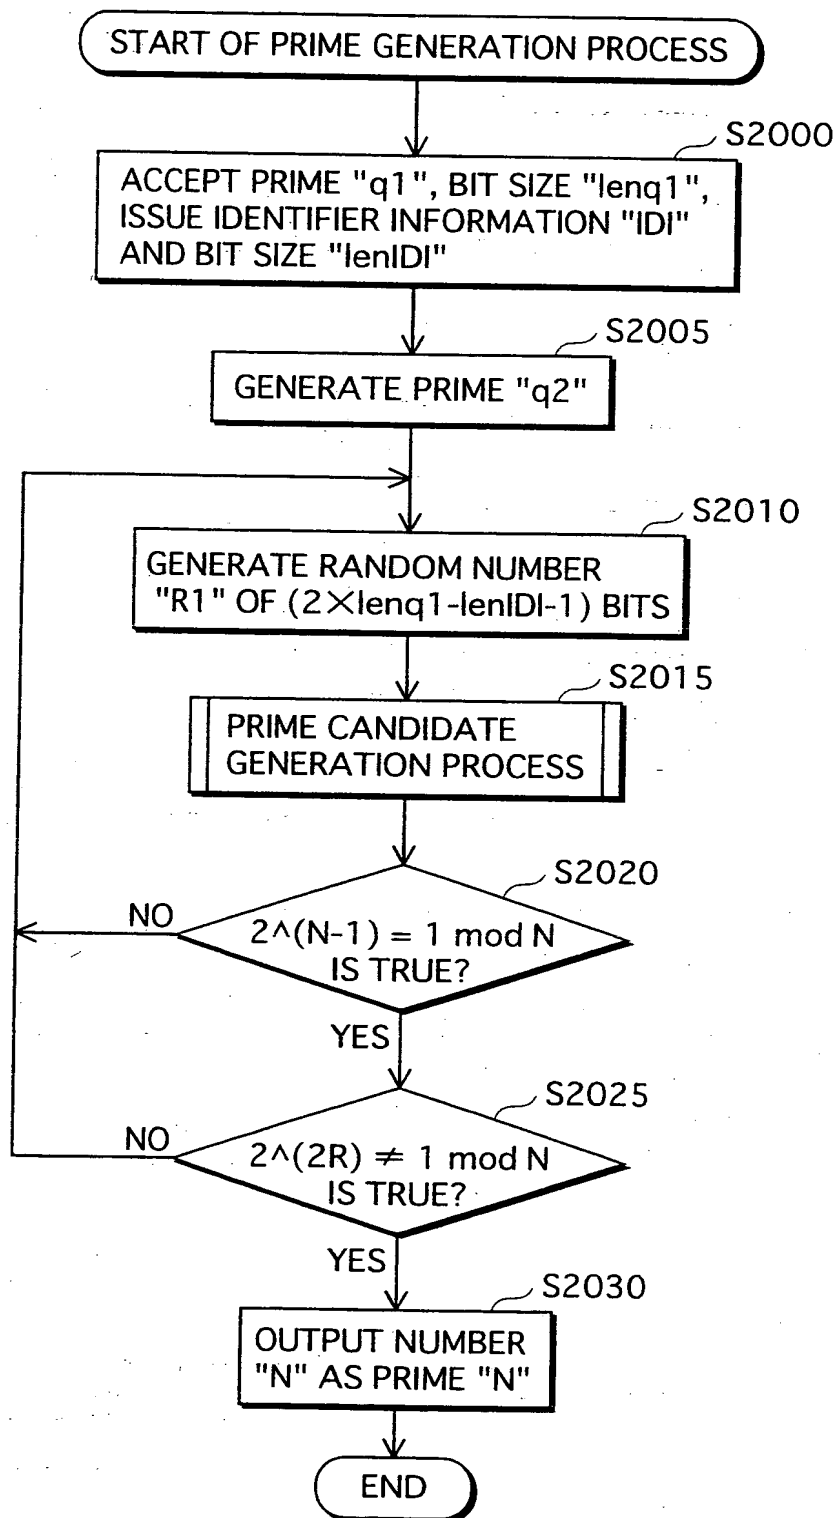 START OF PRIME GENERATION PROCESS
S2000
ACCEPT PRIME "q1", BIT SIZE "lenq1",
ISSUE IDENTIFIER INFORMATION "IDI"
AND BIT SIZE "lenIDI"
S2005
GENERATE PRIME "q2"
S2010
GENERATE RANDOM NUMBER
"R1" OF (2×lenq1-lenIDI-1) BITS
S2015
PRIME CANDIDATE
GENERATION PROCESS
S2020
NO
2^(N-1) = 1 mod N
IS TRUE?
YES
S2025
NO
2^(2R) ≠ 1 mod N
IS TRUE?
YES
S2030
OUTPUT NUMBER
"N" AS PRIME "N"
END